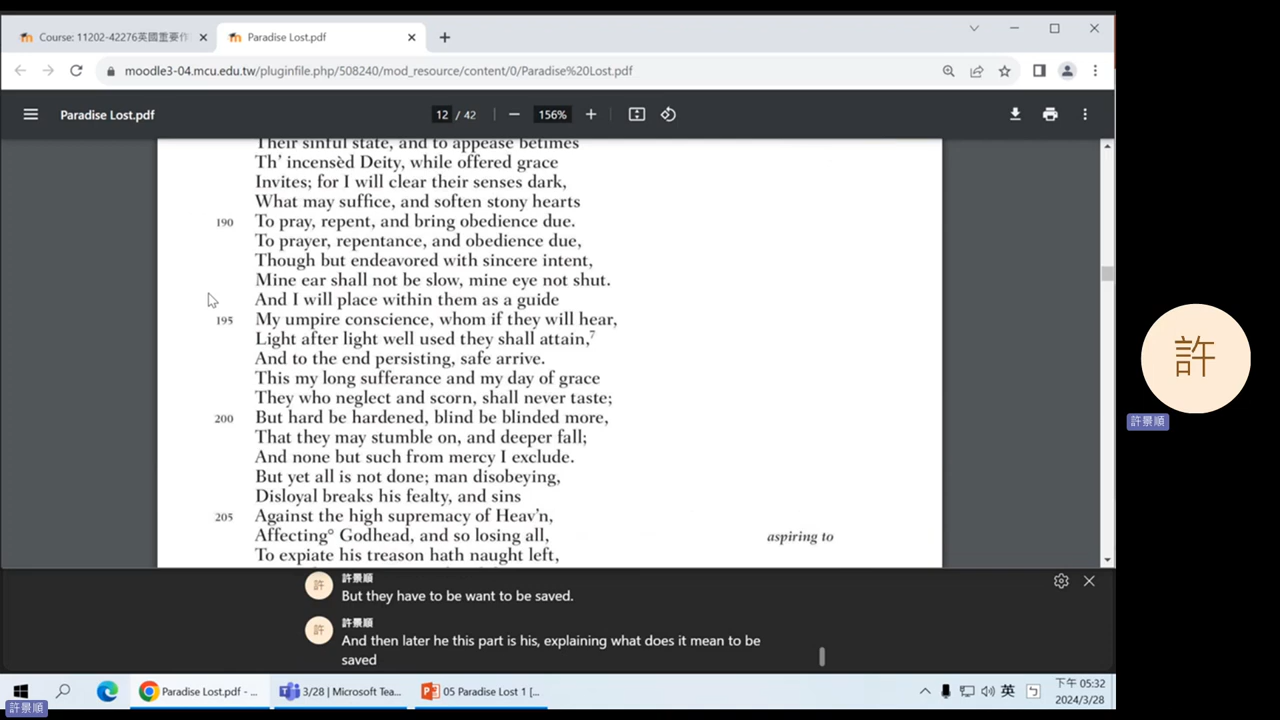 Course: 11202-42276英國重要作
Paradise Lost.pdf
moodle3-04.mcu.edu.tw/pluginfile.php/508240/mod_resource/content/0/Paradise%20Lost.pdf
Paradise Lost.pdf
12 / 42
156%
Their sinful state, and to appease betimes
Th' incensèd Deity, while offered grace
Invites; for I will clear their senses dark,
What may suffice, and soften stony hearts
190 To pray, repent, and bring obedience due.
To prayer, repentance, and obedience due,
Though but endeavored with sincere intent,
Mine ear shall not be slow, mine eye not shut.
And I will place within them as a guide
195 My umpire conscience, whom if they will hear,
Light after light well used they shall attain,7
And to the end persisting, safe arrive.
This my long sufferance and my day of grace
They who neglect and scorn, shall never taste;
200 But hard be hardened, blind be blinded more,
That they may stumble on, and deeper fall;
And none but such from mercy I exclude.
But yet all is not done; man disobeying,
Disloyal breaks his fealty, and sins
205 Against the high supremacy of Heav'n,
Affecting° Godhead, and so losing all, aspiring to
To expiate his treason hath naught left,
許
許景順
許 許景順
But they have to be want to be saved.
許 許景順
And then later he this part is his, explaining what does it mean to be
saved
Paradise Lost.pdf - ...
3/28 | Microsoft Tea...
05 Paradise Lost 1 [...
英
下午 05:32
2024/3/28
許景順